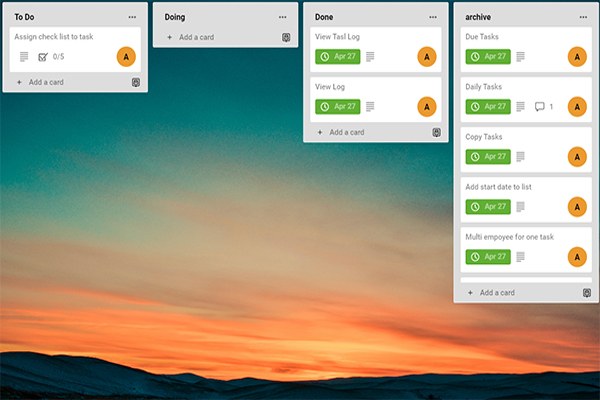 To Do
Assign check list to task
0/5
A
+ Add a card
Doing
+ Add a card
Done
View Tasl Log
Apr 27
A
View Log
Apr 27
A
+ Add a card
archive
Due Tasks
Apr 27
A
Daily Tasks
Apr 27
1
A
Copy Tasks
Apr 27
A
Add start date to list
Apr 27
A
Multi empoyee for one task
Apr 27
A
+ Add a card